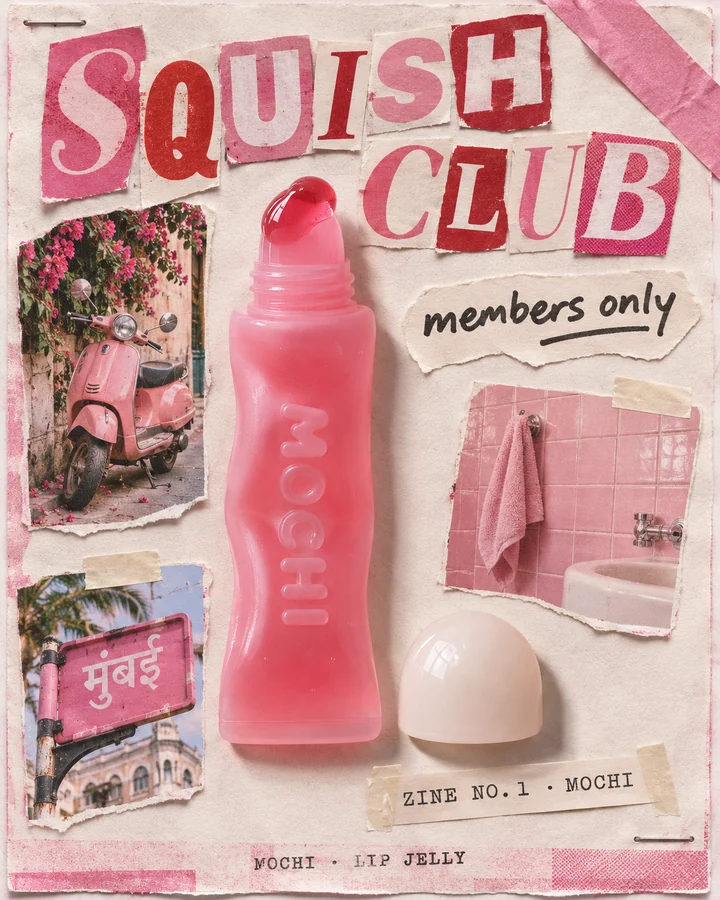 SQUISH
CLUB
members only
MOCHI
मुंबई
ZINE NO.1 · MOCHI
MOCHI · LIP JELLY